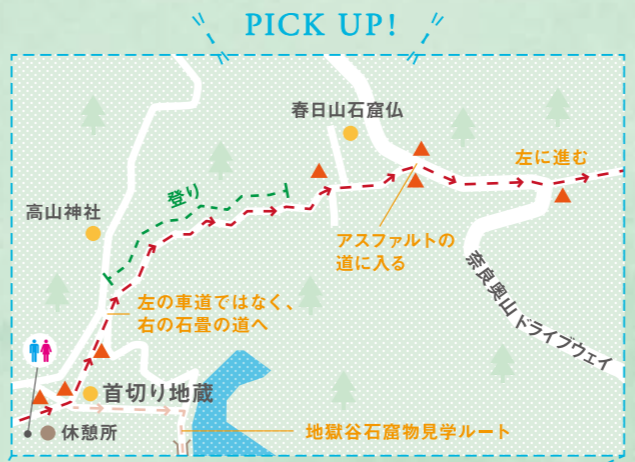 PICK UP!
春日山石窟仏
左に進む
登り
高山神社
アスファルトの
道に入る
奈良奥山ドライブウェイ
左の車道ではなく、
右の石畳の道へ
首切り地蔵
休憩所
地獄谷石窟物見学ルート